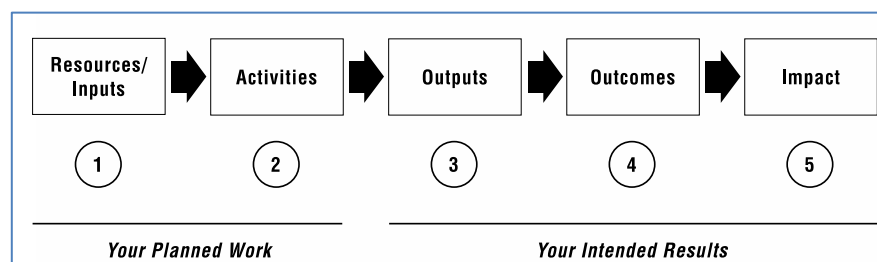 Resources/
Inputs
Activities
Outputs
Outcomes
Impact
1
2
3
4
5
Your Planned Work
Your Intended Results